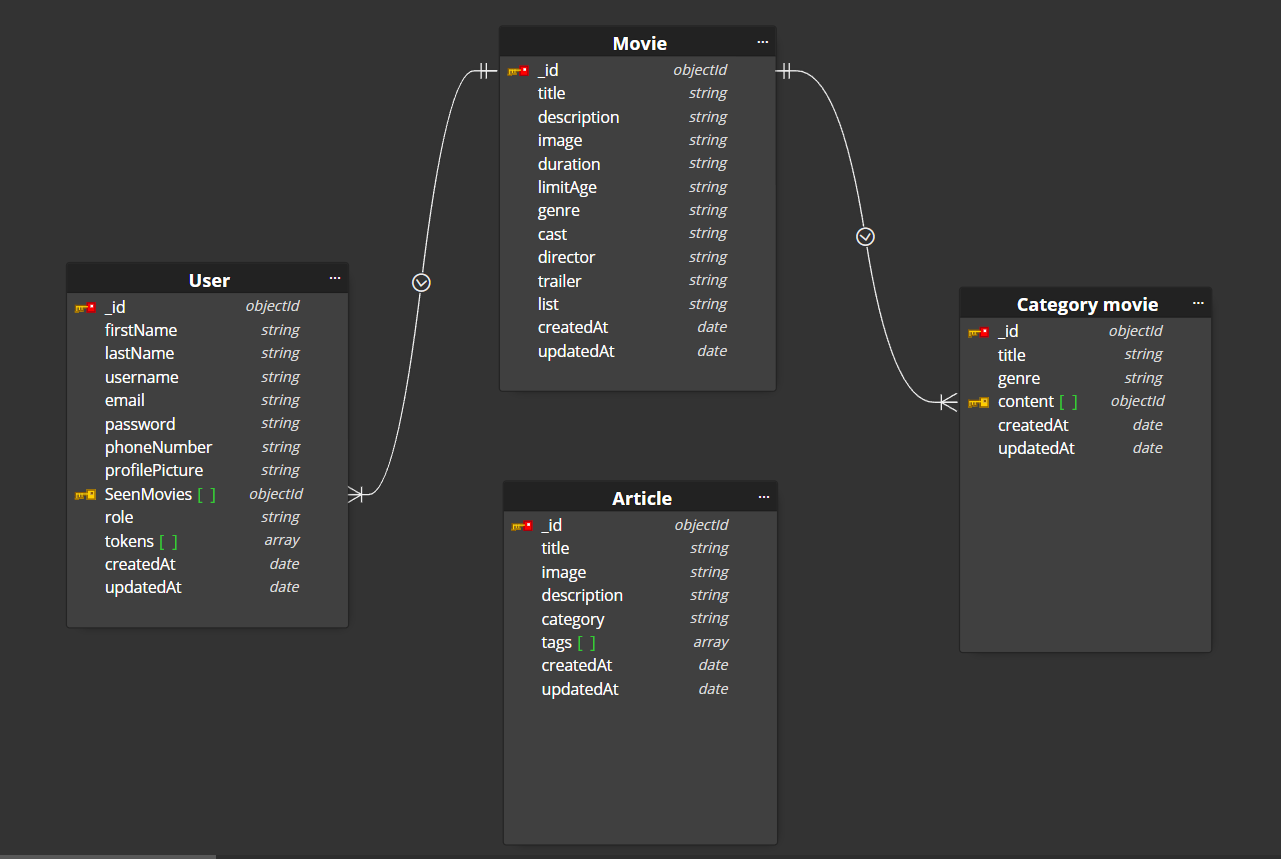 Movie ...
_id objectId
title string
description string
image string
duration string
limitAge string
genre string
cast string
director string
trailer string
list string
createdAt date
updatedAt date
User ...
_id objectId
firstName string
lastName string
username string
email string
password string
phoneNumber string
profilePicture string
SeenMovies [ ] objectId
role string
tokens [ ] array
createdAt date
updatedAt date
Category movie ...
_id objectId
title string
genre string
content [ ] objectId
createdAt date
updatedAt date
Article ...
_id objectId
title string
image string
description string
category string
tags [ ] array
createdAt date
updatedAt date